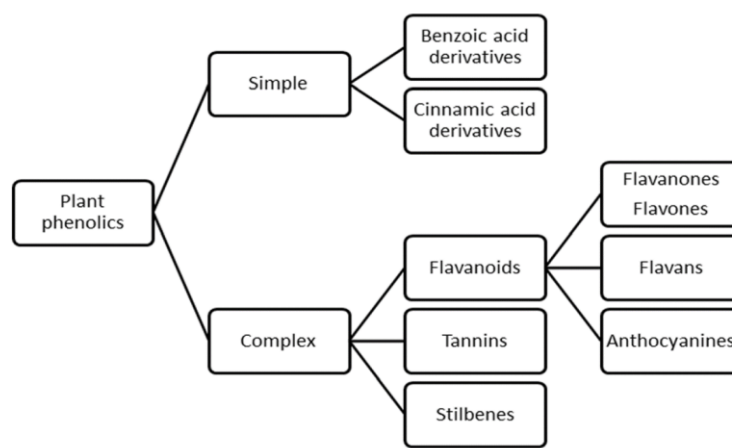 Plant
phenolics
Simple
Benzoic acid
derivatives
Cinnamic acid
derivatives
Complex
Flavanoids
Flavanones
Flavones
Flavans
Anthocyanines
Tannins
Stilbenes